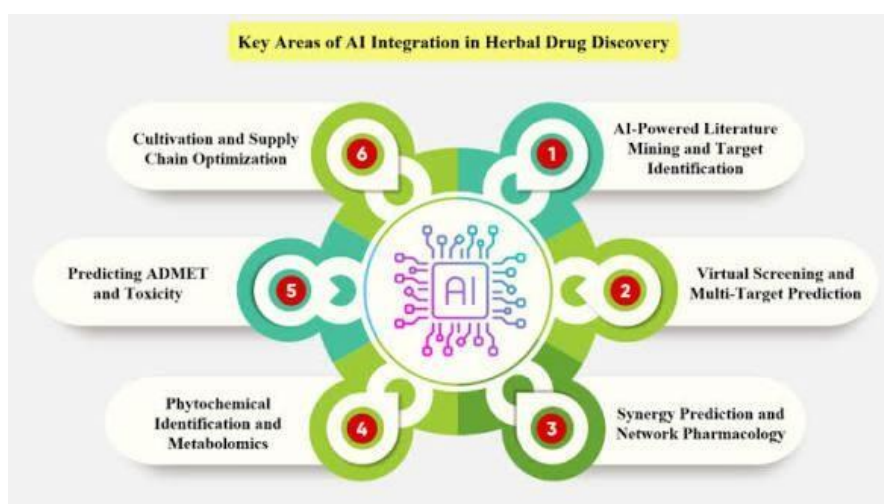 Key Areas of AI Integration in Herbal Drug Discovery
1
AI-Powered Literature
Mining and Target
Identification
2
Virtual Screening and
Multi-Target Prediction
3
Synergy Prediction and
Network Pharmacology
4
Phytochemical
Identification and
Metabolomics
5
Predicting ADMET
and Toxicity
6
Cultivation and Supply
Chain Optimization
AI